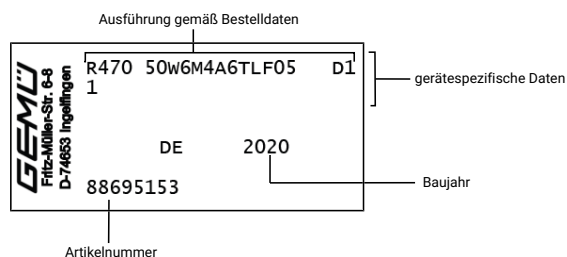 Ausführung gemäß Bestelldaten
GEMÜ
Fritz-Müller-Str. 6-8
D-74653 Ingelfingen
R470 50W6M4A6TLF05 D1
1
gerätespezifische Daten
DE 2020
Baujahr
88695153
Artikelnummer